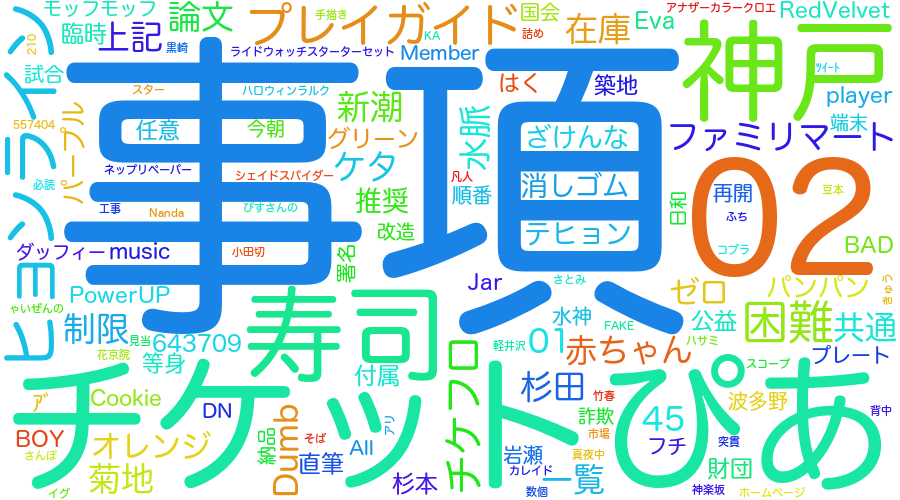 モッフモッフ
論文
プレイガイド
手描き
国会
アナザーカラークロエ
RedVelvet
臨時
上記
黒崎
ライドウォッチスターターセット
KA
Member
詰め
在庫
Eva
神戸
210
オンライン
試合
スター
ハロウィンラルク
はく
築地
ﾂｲｰﾄ
player
557404
パープル
任意
今朝
新潮
グリーン
水脈
ざけんな
ファミリマート
端末
事項
02
ネップリペーパー
シェイドスパイダー
ケタ
凡人
順番
消しゴム
再開
豆本
必読
工事
Nanda
びすさんの
推奨
日和
ふち
ダッフィー
music
小田切
署名
改造
テヒョン
コブラ
BAD
ヒョン
PowerUP
Jar
さとみ
ゼロ
パンパン
きゅう
ゃいぜんの
制限
見当
643709
寿司
水神
FAKE
公益
困難
共通
花京院
等身
付属
チケフロ
軽井沢
01
赤ちゃん
ハサミ
プレート
チケットぴあ
スコープ
ｱﾞ
Cookie
DN
杉田
竹春
波多野
背中
BOY
オレンジ
納品
Dumb
そば
All
アリ
岩瀬
詐欺
45
市場
フチ
突貫
さんぽ
菊地
直筆
カレイド
一覧
真夜中
財団
イグ
杉本
数個
神楽坂
ホームページ